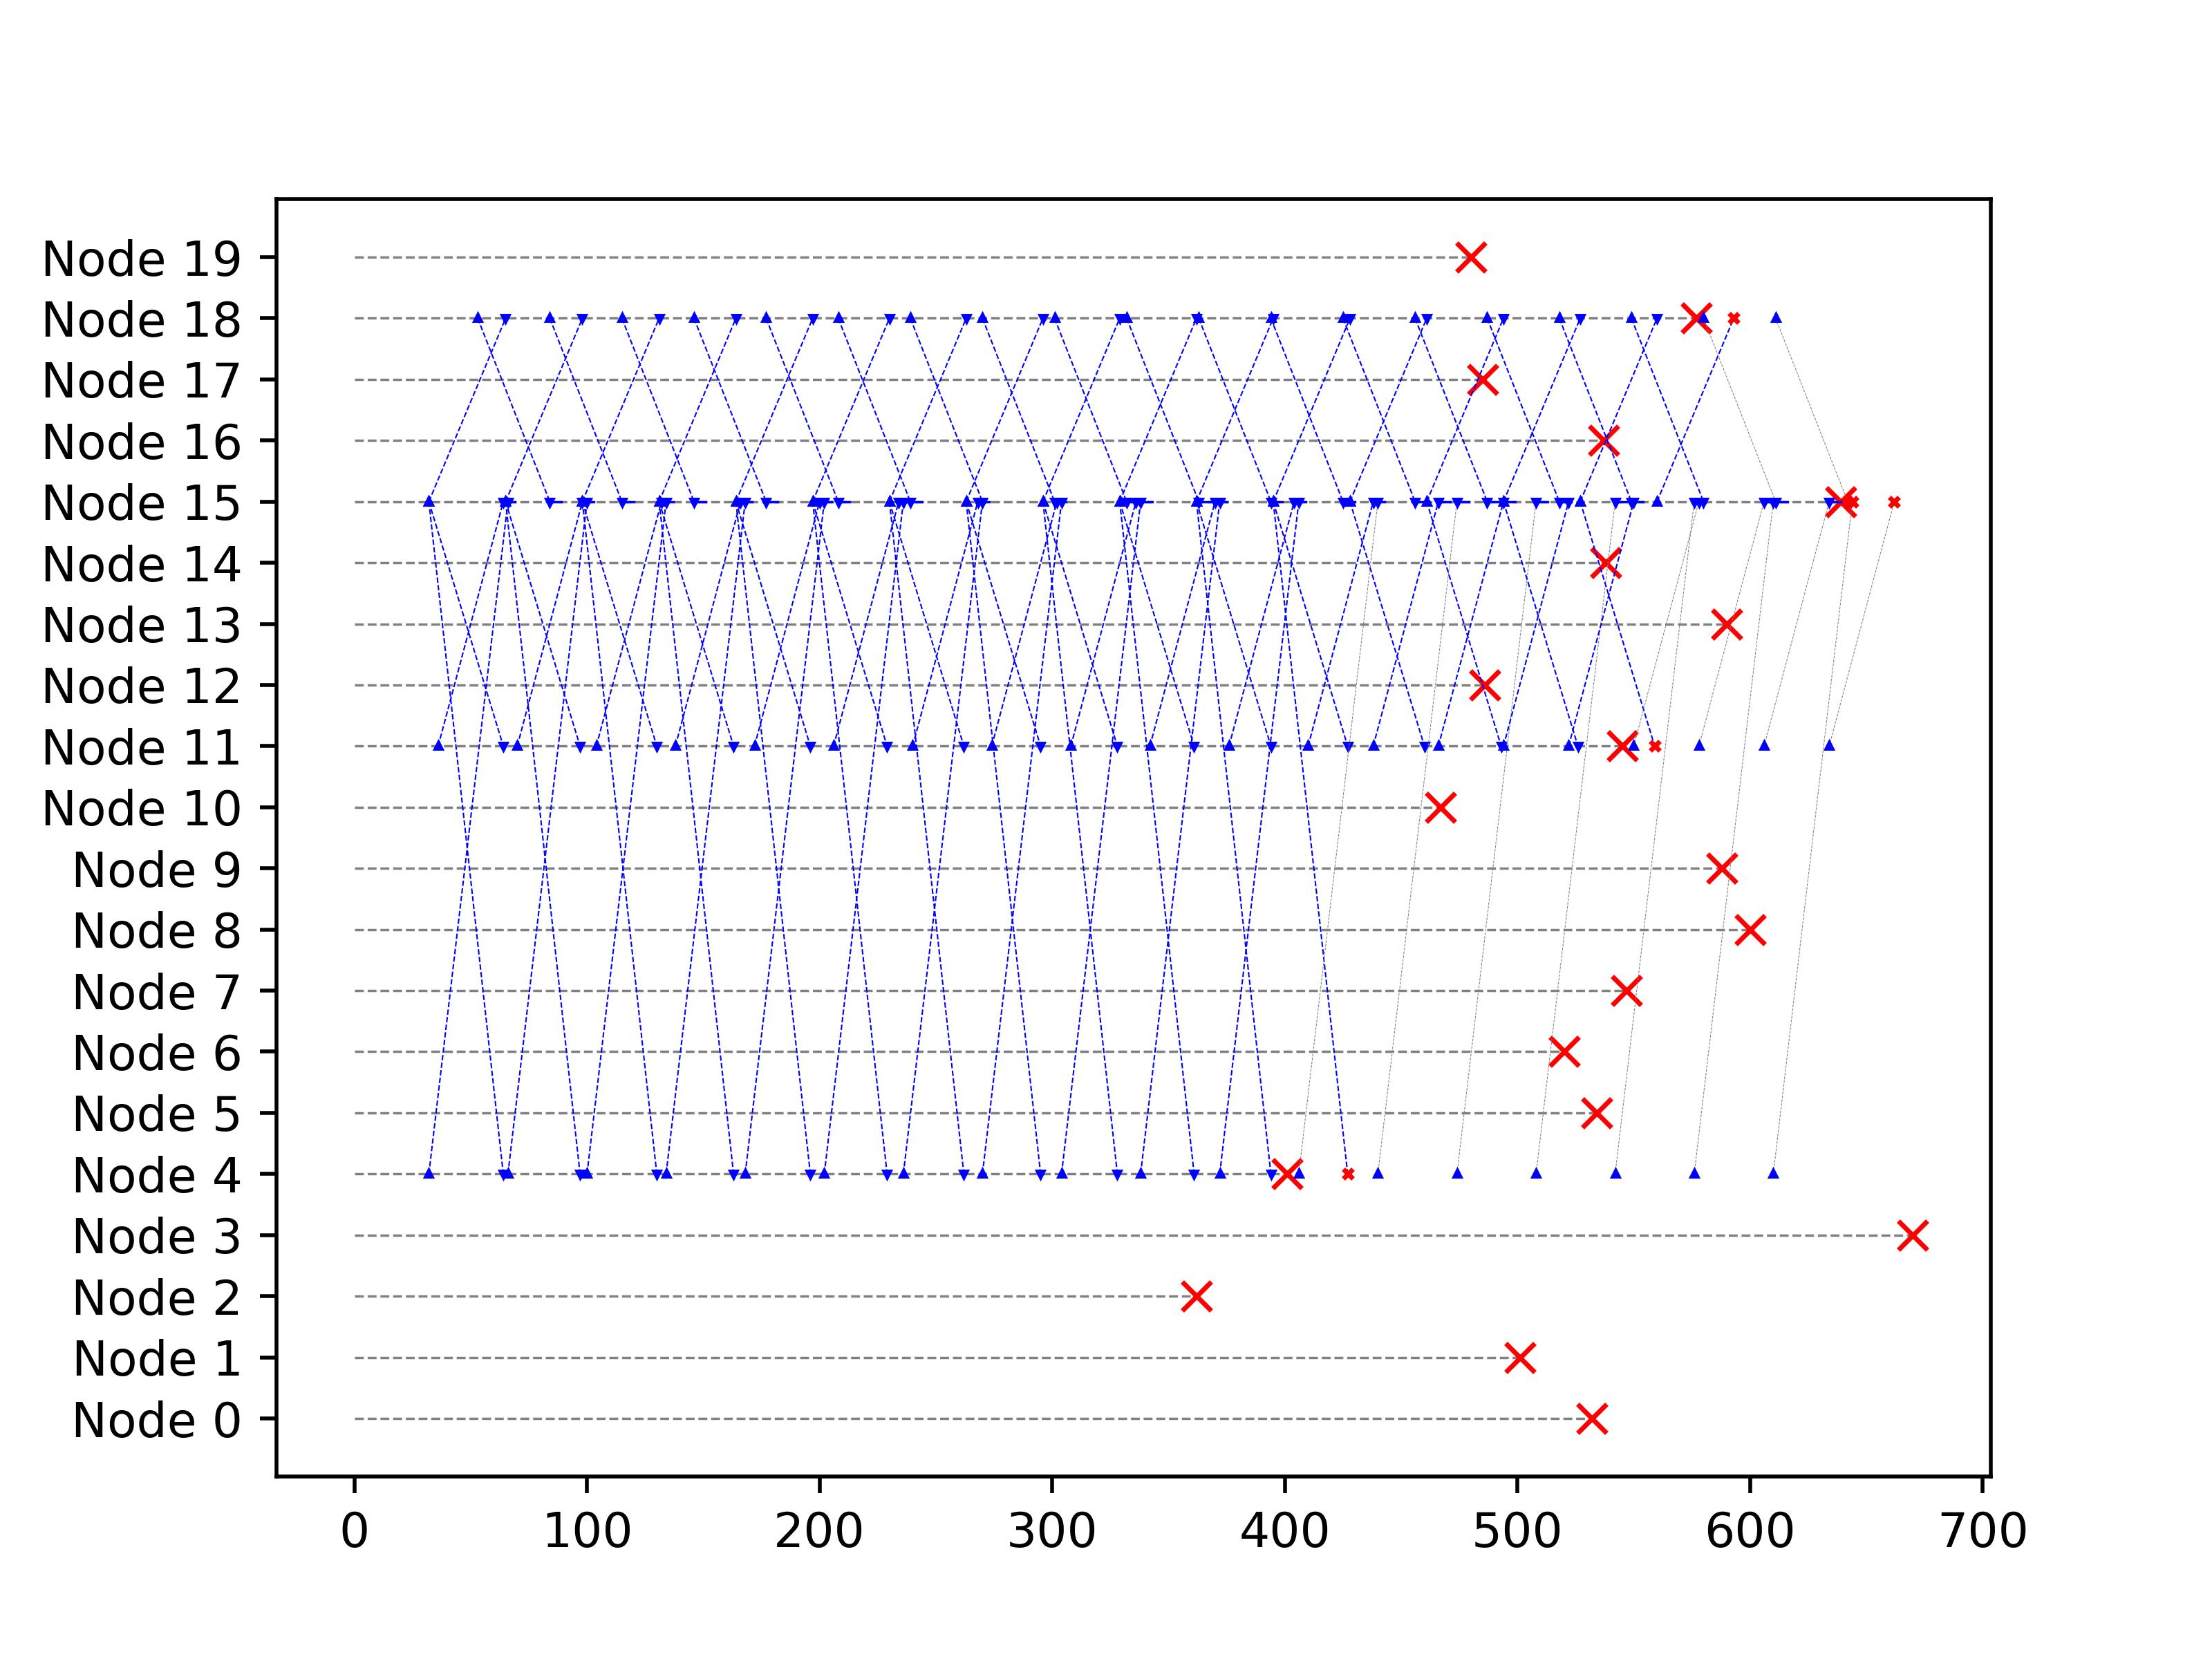 Node 19
Node 18
Node 17
Node 16
Node 15
Node 14
Node 13
Node 12
Node 11
Node 10
Node 9
Node 8
Node 7
Node 6
Node 5
Node 4
Node 3
Node 2
Node 1
Node 0
0 100 200 300 400 500 600 700